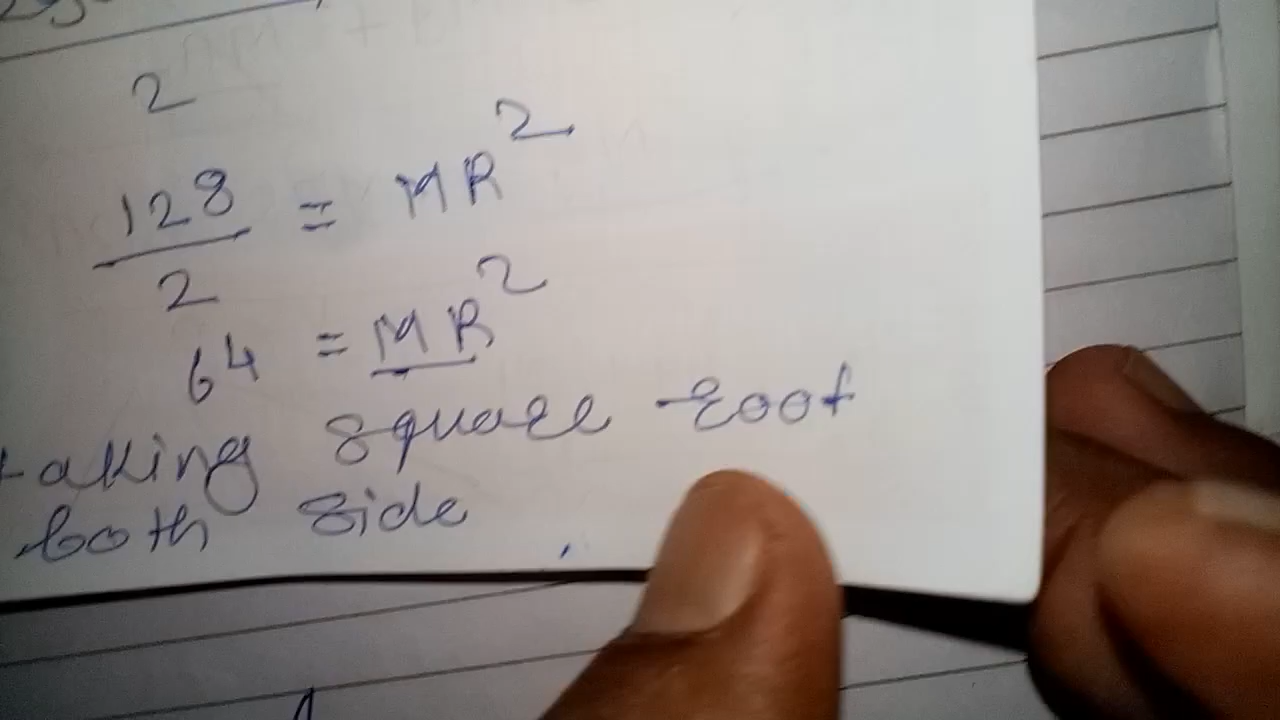 2
128 = MR²
2
64 = MR²
taking square root
both side